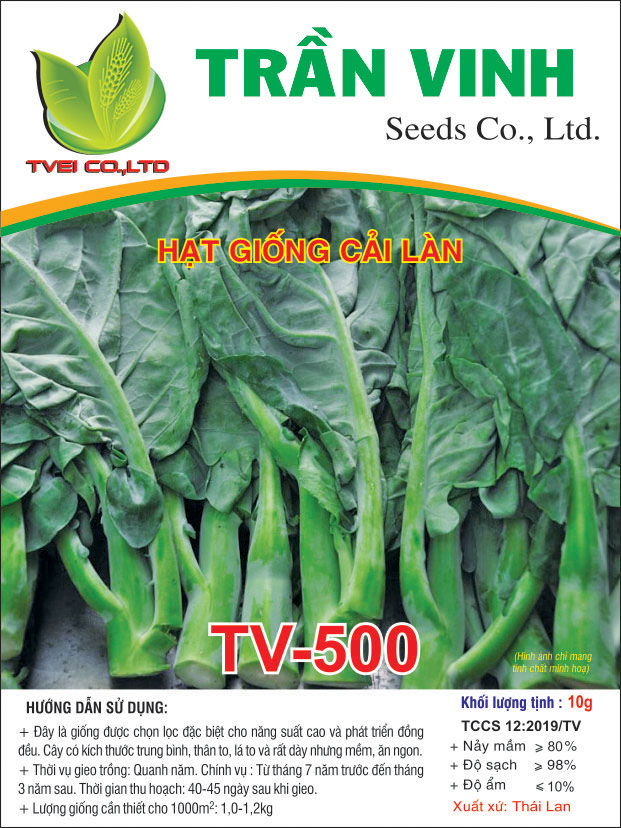 TRẦN VINH
Seeds Co., Ltd.
TVEI CO.,LTD
HẠT GIỐNG CẢI LÀN
TV-500
(Hình ảnh chỉ mang
tính chất minh hoạ)
HƯỚNG DẪN SỬ DỤNG:
+ Đây là giống được chọn lọc đặc biệt cho năng suất cao và phát triển đồng
đều. Cây có kích thước trung bình, thân to, lá to và rất dày nhưng mềm, ăn ngon.
+ Thời vụ gieo trồng: Quanh năm. Chính vụ : Từ tháng 7 năm trước đến tháng
3 năm sau. Thời gian thu hoạch: 40-45 ngày sau khi gieo.
+ Lượng giống cần thiết cho 1000m²: 1,0-1,2kg
Khối lượng tịnh : 10g
TCCS 12:2019/TV
+ Nảy mầm ⩾ 80%
+ Độ sạch ⩾ 98%
+ Độ ẩm ⩽ 10%
Xuất xứ: Thái Lan